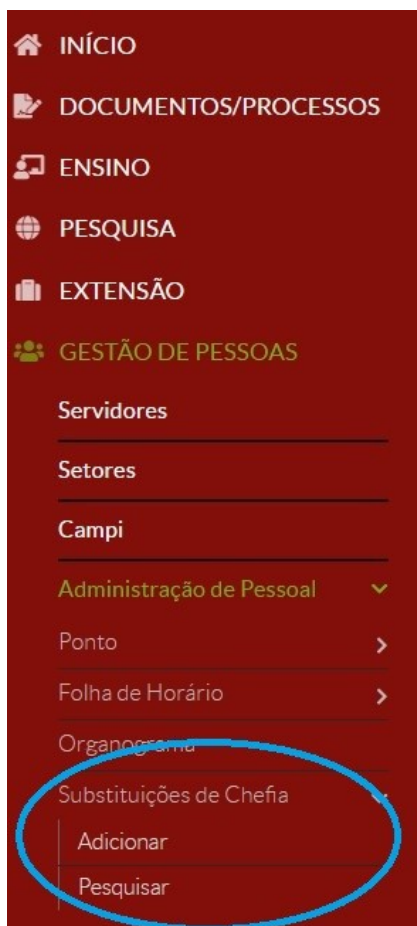 INÍCIO
DOCUMENTOS/PROCESSOS
ENSINO
PESQUISA
EXTENSÃO
GESTÃO DE PESSOAS
Servidores
Setores
Campi
Administração de Pessoal
Ponto
Folha de Horário
Organograma
Substituições de Chefia
Adicionar
Pesquisar